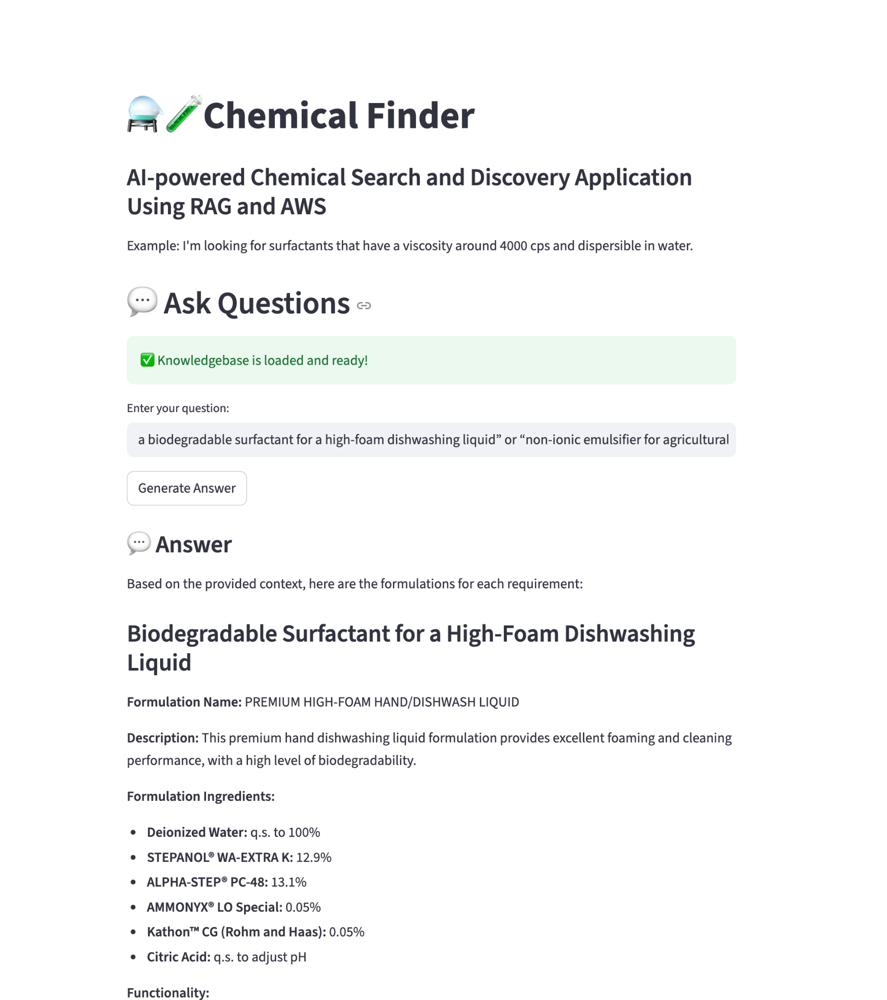 Chemical Finder
AI-powered Chemical Search and Discovery Application
Using RAG and AWS
Example: I'm looking for surfactants that have a viscosity around 4000 cps and dispersible in water.
Ask Questions
Knowledgebase is loaded and ready!
Enter your question:
a biodegradable surfactant for a high-foam dishwashing liquid” or “non-ionic emulsifier for agricultural
Generate Answer
Answer
Based on the provided context, here are the formulations for each requirement:
Biodegradable Surfactant for a High-Foam Dishwashing
Liquid
Formulation Name: PREMIUM HIGH-FOAM HAND/DISHWASH LIQUID
Description: This premium hand dishwashing liquid formulation provides excellent foaming and cleaning
performance, with a high level of biodegradability.
Formulation Ingredients:
• Deionized Water: q.s. to 100%
• STEPANOL® WA-EXTRA K: 12.9%
• ALPHA-STEP® PC-48: 13.1%
• AMMONYX® LO Special: 0.05%
• Kathon™ CG (Rohm and Haas): 0.05%
• Citric Acid: q.s. to adjust pH
Functionality: